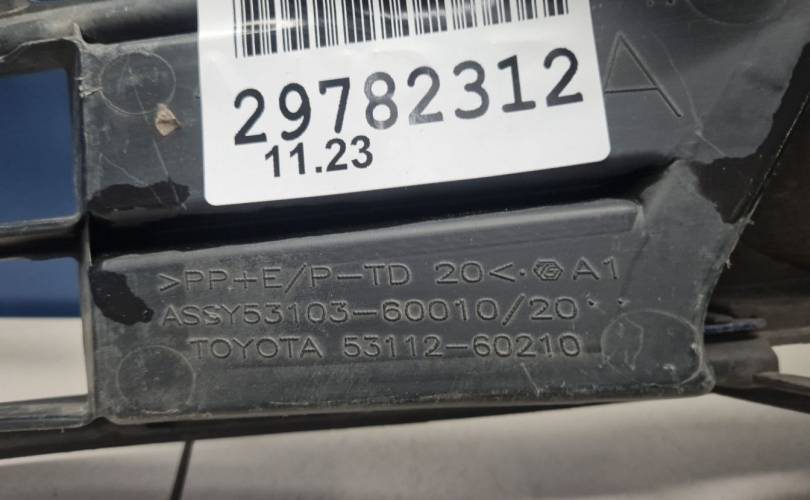 29782312
11.23
A
>PP+E/P-TD 20<· A1
ASSY53103-60010/20
TOYOTA 53112-60210